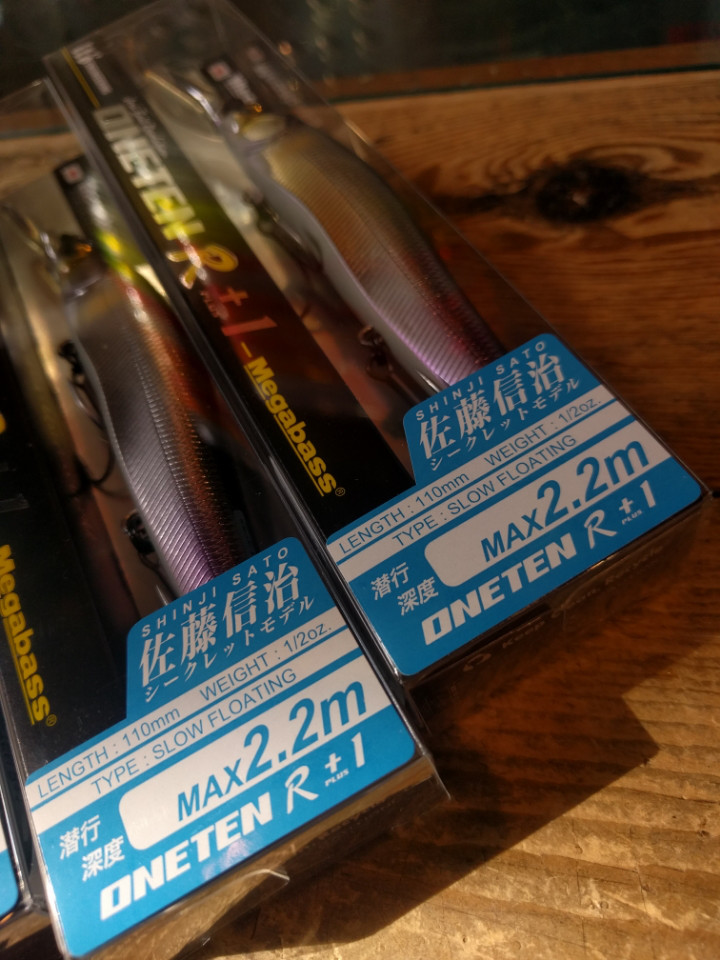 ONETEN
R
+1
Megabass®
SHINJI SATO
佐藤信治
シークレットモデル
LENGTH : 110mm WEIGHT : 1/2oz.
TYPE : SLOW FLOATING
潜行深度 MAX2.2m
ONETEN R +1
PLUS
Megabass®
SHINJI SATO
佐藤信治
シークレットモデル
LENGTH : 110mm WEIGHT : 1/2oz.
TYPE : SLOW FLOATING
潜行深度 MAX2.2m
ONETEN R +1
PLUS